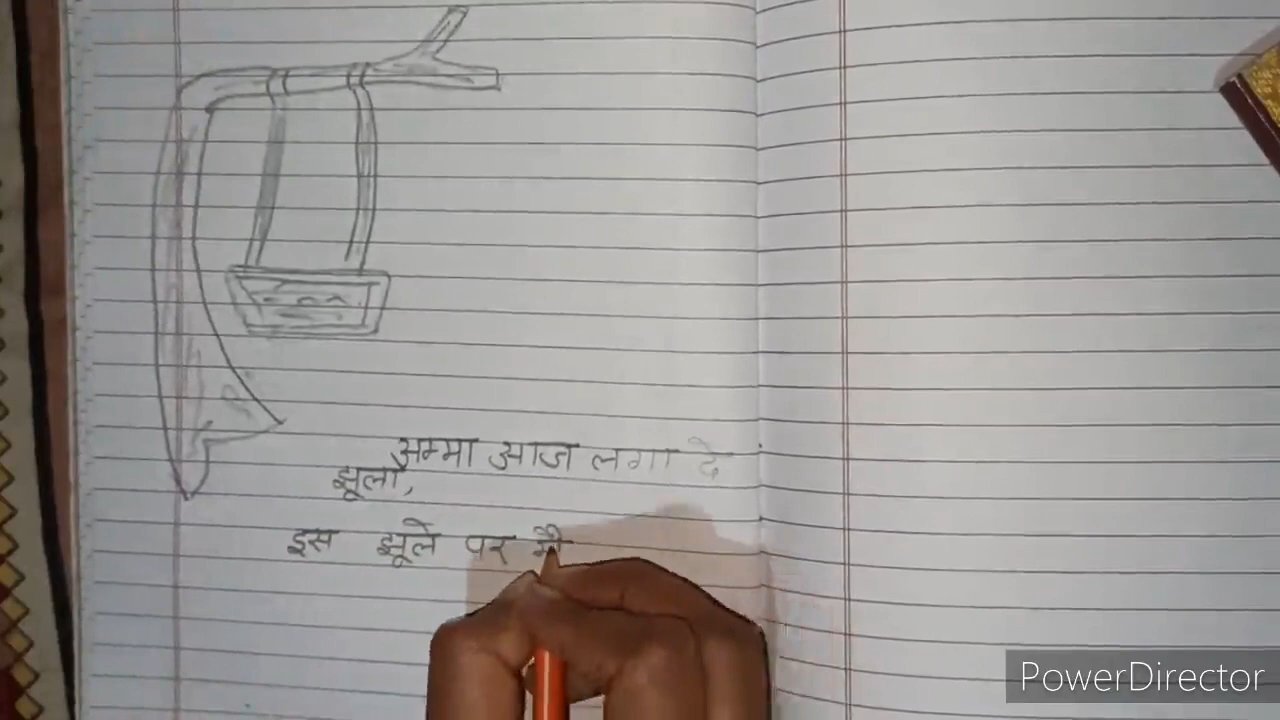 अम्मा आज लगा दे
झूला,
इस झूले पर मै
PowerDirector